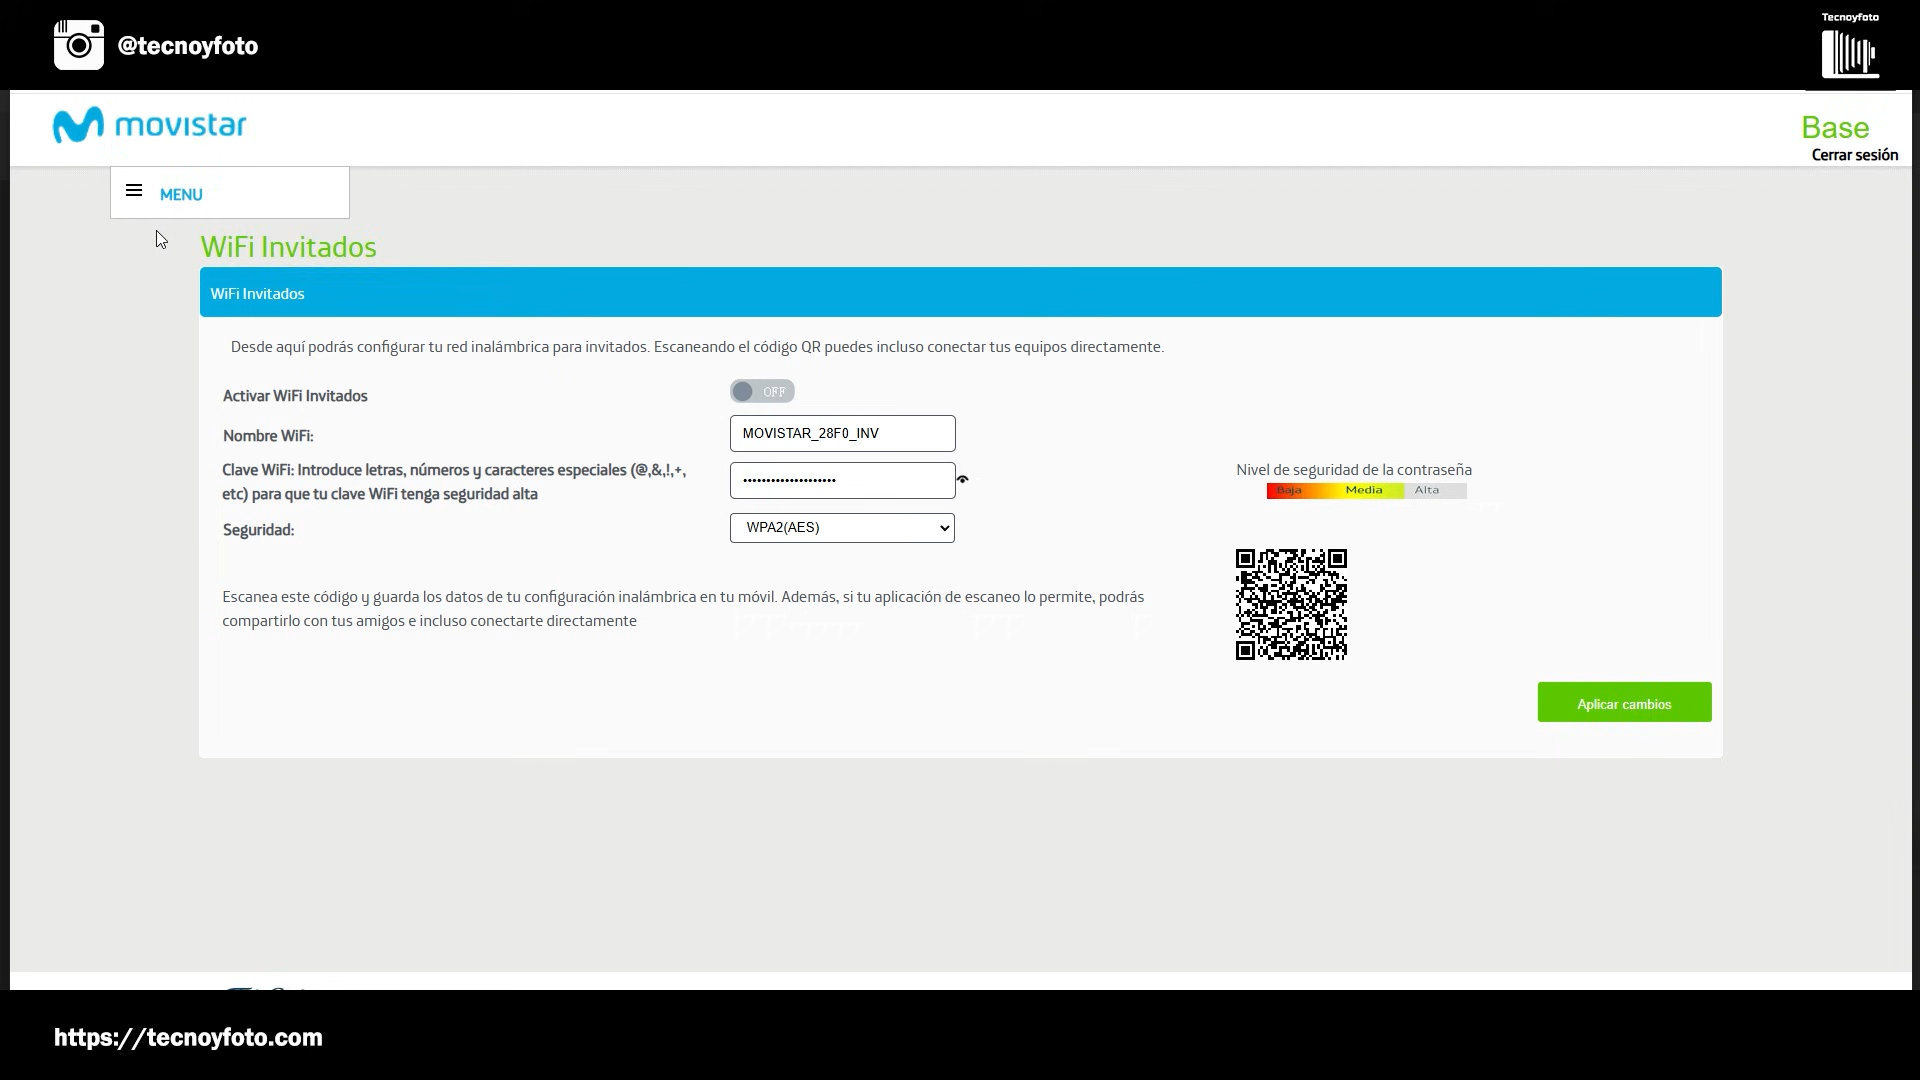 @tecnoyfoto
Tecnoyfoto
movistar
Base
Cerrar sesión
MENU
WiFi Invitados
WiFi Invitados
Desde aquí podrás configurar tu red inalámbrica para invitados. Escaneando el código QR puedes incluso conectar tus equipos directamente.
Activar WiFi Invitados
OFF
Nombre WiFi:
MOVISTAR_28F0_INV
Clave WiFi: Introduce letras, números y caracteres especiales (@,&,!,+,
etc) para que tu clave WiFi tenga seguridad alta
••••••••••••••••••••
Nivel de seguridad de la contraseña
Baja Media Alta
Seguridad:
WPA2(AES)
Escanea este código y guarda los datos de tu configuración inalámbrica en tu móvil. Además, si tu aplicación de escaneo lo permite, podrás
compartirlo con tus amigos e incluso conectarte directamente
Aplicar cambios
https://tecnoyfoto.com